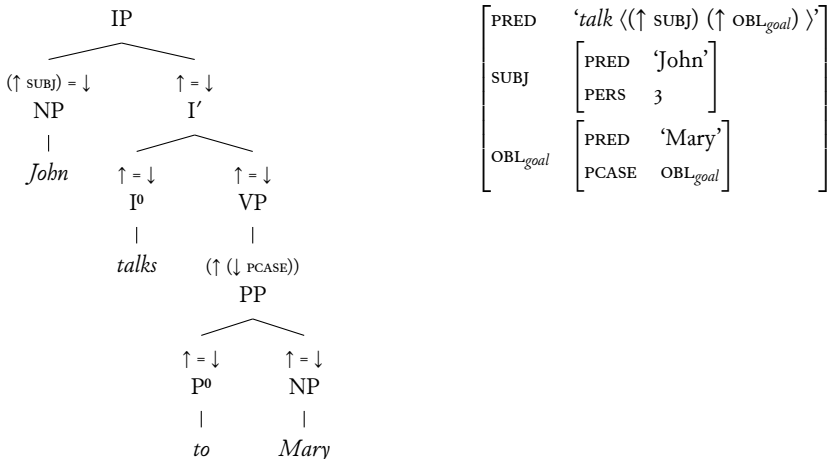 IP
(↑ SUBJ) = ↓ ↑ = ↓
NP I′
John ↑ = ↓ ↑ = ↓
I⁰ VP
talks (↑ (↓ PCASE))
PP
↑ = ↓ ↑ = ↓
P⁰ NP
to Mary
PRED ‘talk ⟨(↑ SUBJ) (↑ OBLgoal) ⟩’
SUBJ PRED ‘John’
PERS 3
OBLgoal PRED ‘Mary’
PCASE OBLgoal